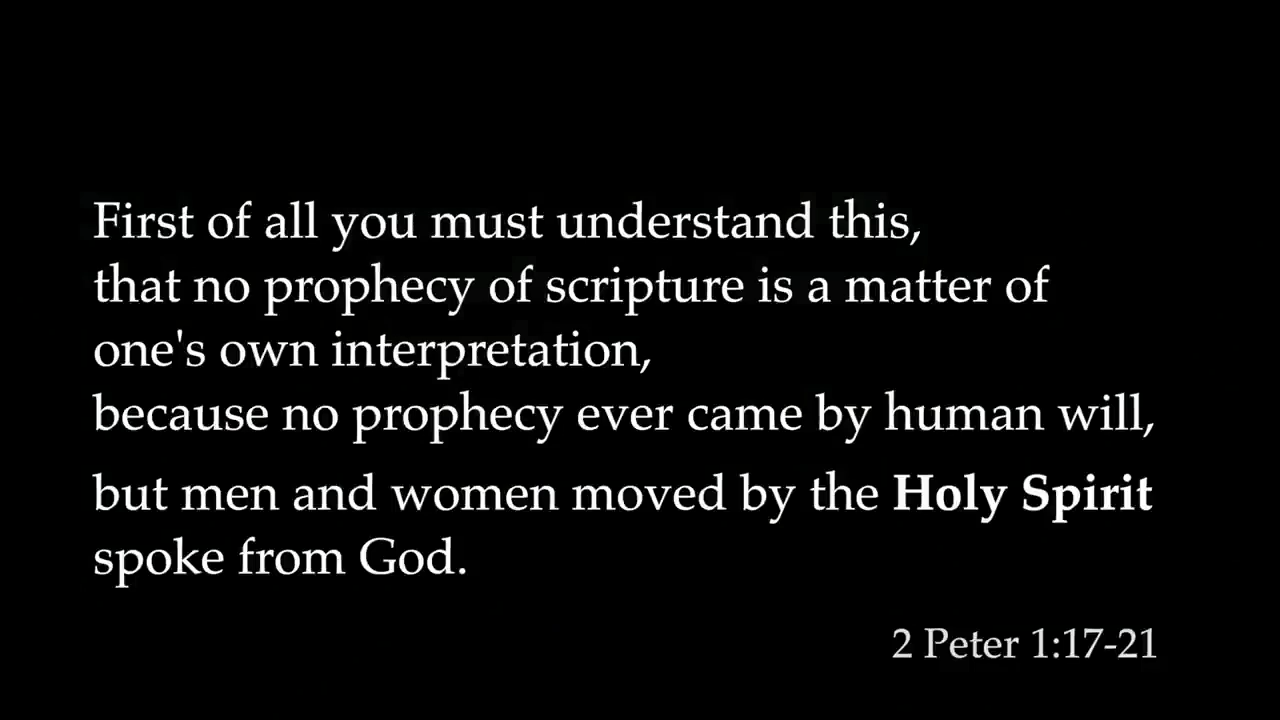 First of all you must understand this,
that no prophecy of scripture is a matter of
one's own interpretation,
because no prophecy ever came by human will,
but men and women moved by the Holy Spirit
spoke from God.
2 Peter 1:17-21